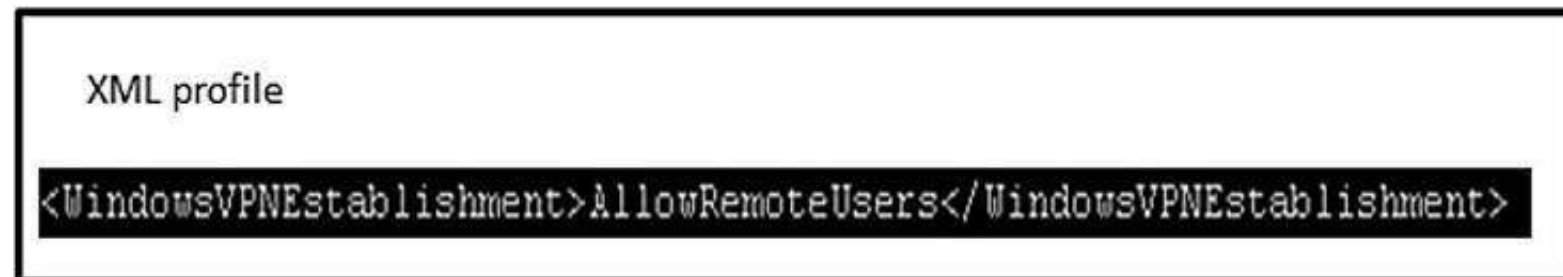 XML profile
<WindowsVPNEstablishment>AllowRemoteUsers</WindowsVPNEstablishment>